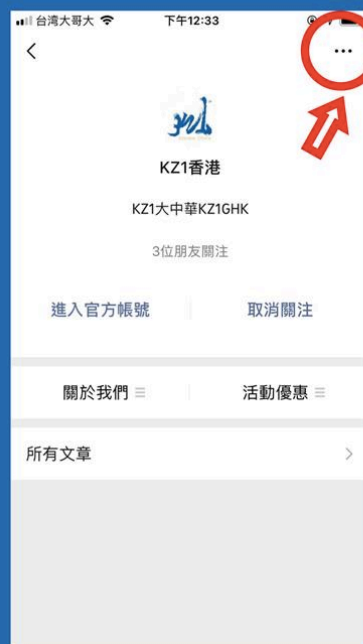 台湾大哥大 下午12:33
KZ1香港
KZ1大中華KZ1GHK
3位朋友關注
進入官方帳號 取消關注
關於我們 活動優惠
所有文章